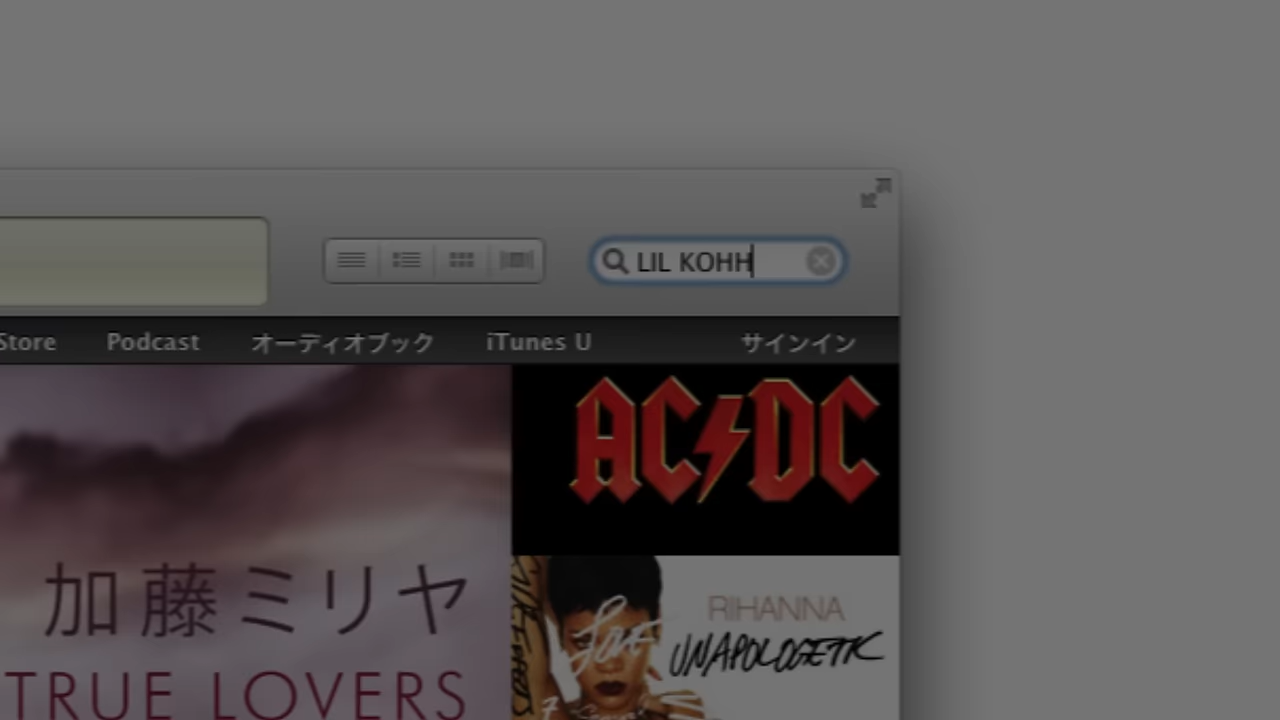 LIL KOHH
Store Podcast オーディオブック iTunes U サインイン
AC DC
加藤ミリヤ
TRUE LOVERS
RIHANNA
UNAPOLOGETIC